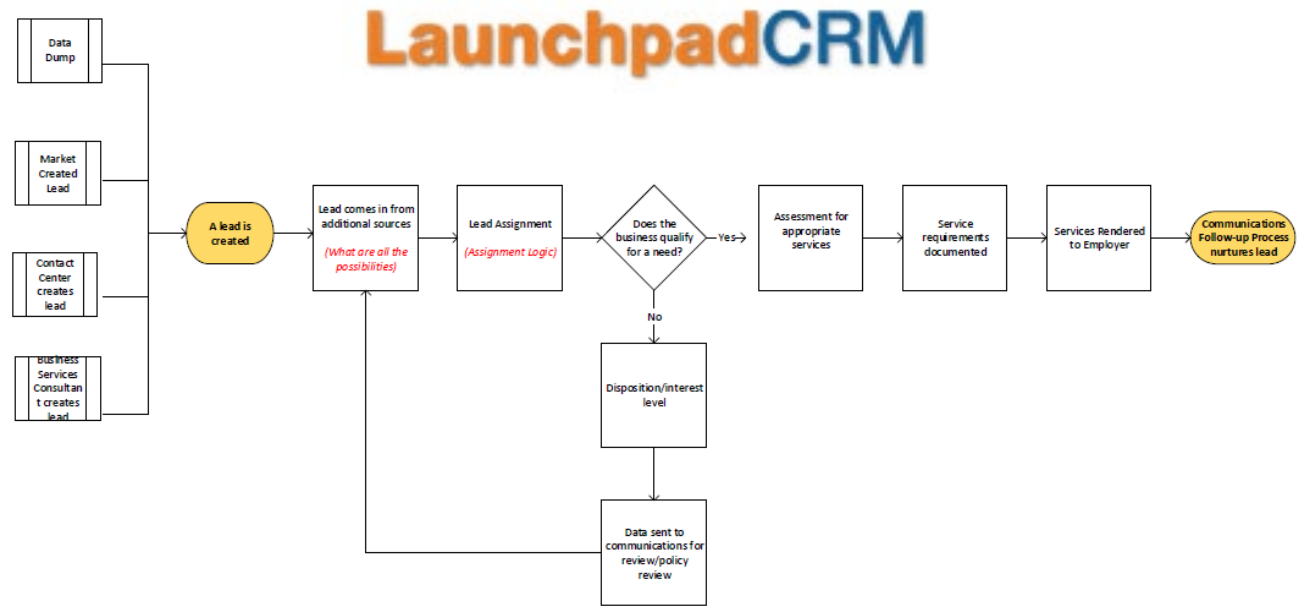 LaunchpadCRM
Data
Dump
Market
Created
Lead
Contact
Center
creates
lead
Business
Services
Consultan
t creates
lead
A lead is
created
Lead comes in from
additional sources
(What are all the
possibilities)
Lead Assignment
(Assignment Logic)
Does the
business qualify
for a need?
Yes
No
Disposition/interest
level
Data sent to
communications for
review/policy
review
Assessment for
appropriate
services
Service
requirements
documented
Services Rendered
to Employer
Communications
Follow-up Process
nurtures lead